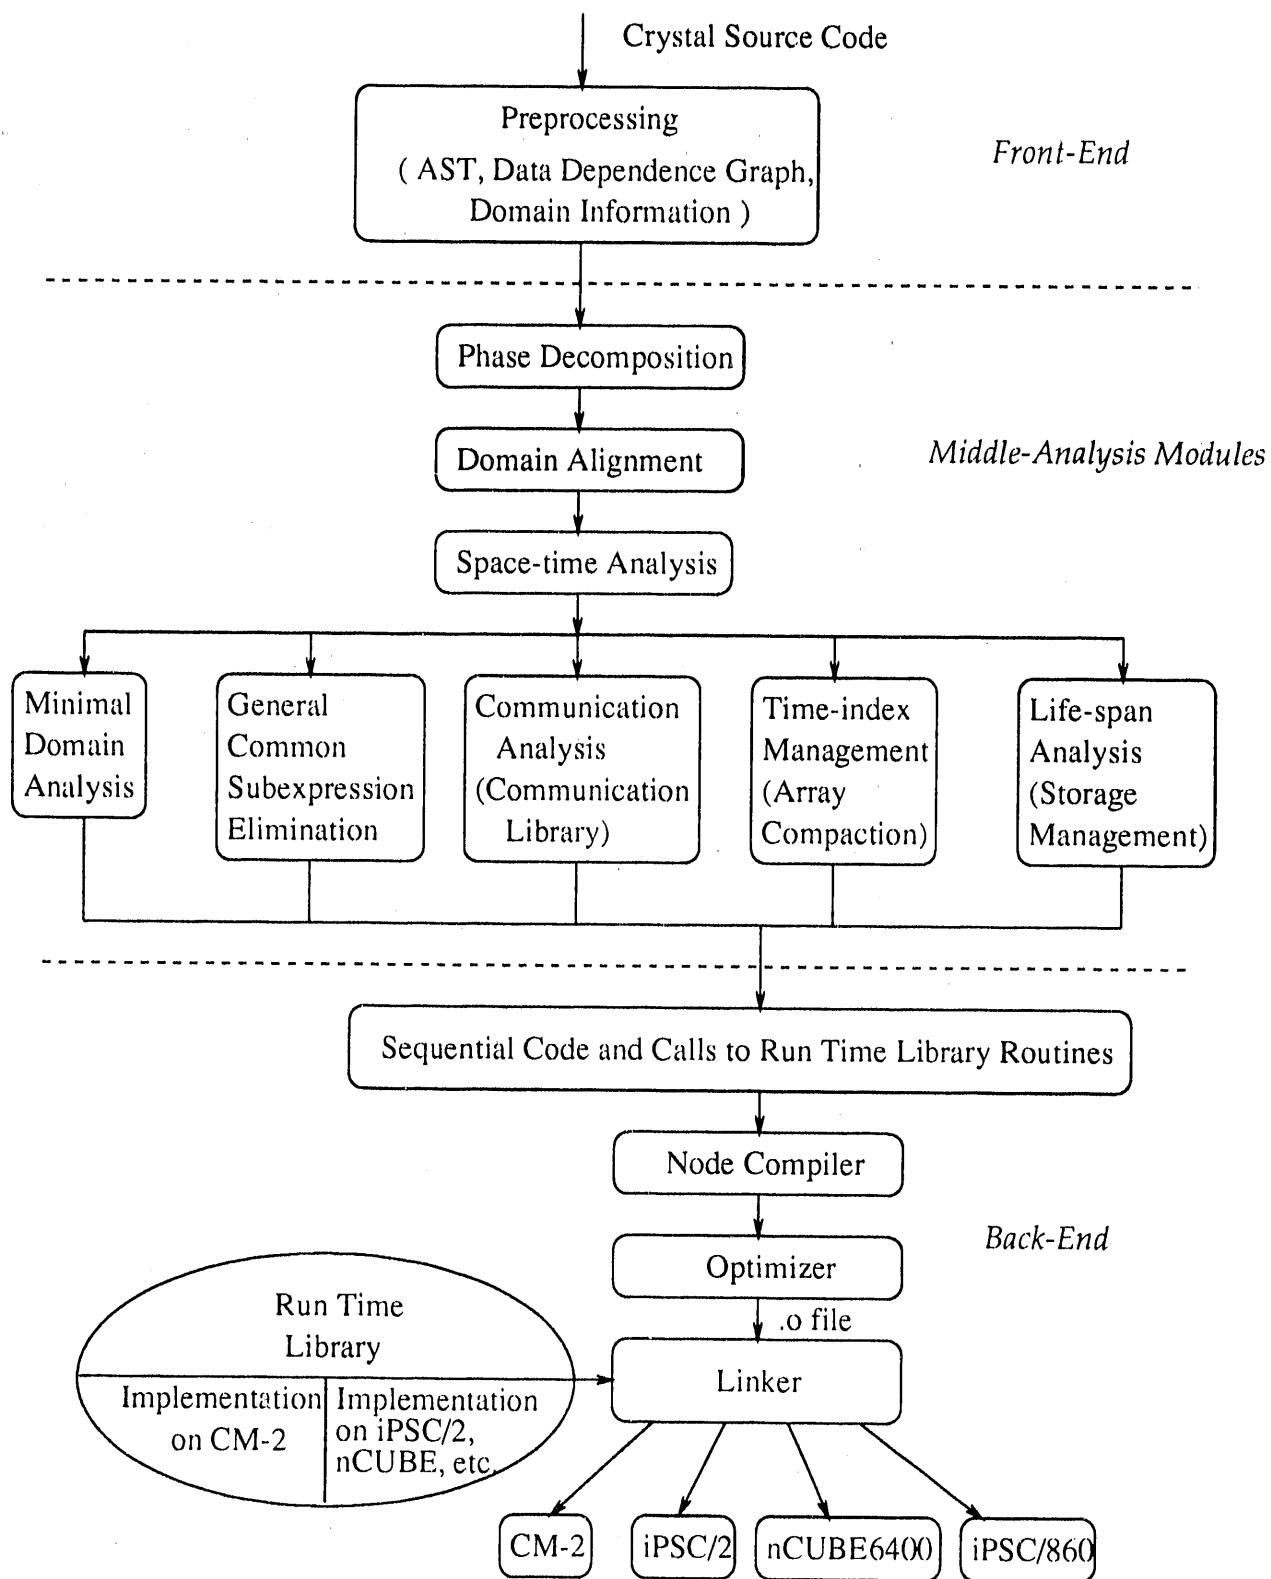 Crystal Source Code
Preprocessing
( AST, Data Dependence Graph,
Domain Information )
Front-End
Phase Decomposition
Domain Alignment
Middle-Analysis Modules
Space-time Analysis
Minimal
Domain
Analysis
General
Common
Subexpression
Elimination
Communication
Analysis
(Communication
Library)
Time-index
Management
(Array
Compaction)
Life-span
Analysis
(Storage
Management)
Sequential Code and Calls to Run Time Library Routines
Node Compiler
Back-End
Optimizer
.o file
Run Time
Library
Implementation
on CM-2
Implementation
on iPSC/2,
nCUBE, etc.
Linker
CM-2
iPSC/2
nCUBE6400
iPSC/860